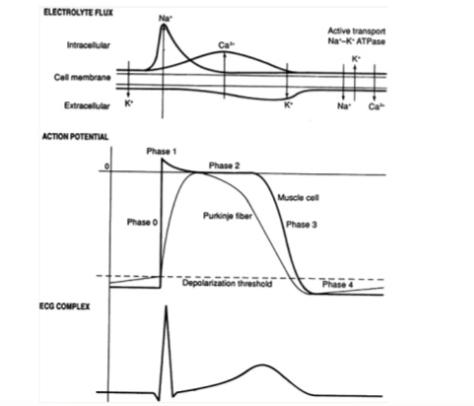 ELECTROLYTE FLUX
Na⁺
Active transport
Intracellular
Ca²⁺
Na⁺–K⁺ ATPase
K⁺
Cell membrane
Extracellular
K⁺
K⁺
Na⁺
Ca²⁺
ACTION POTENTIAL
Phase 1
0
Phase 2
Muscle cell
Phase 0
Purkinje fiber
Phase 3
Depolarization threshold
Phase 4
ECG COMPLEX